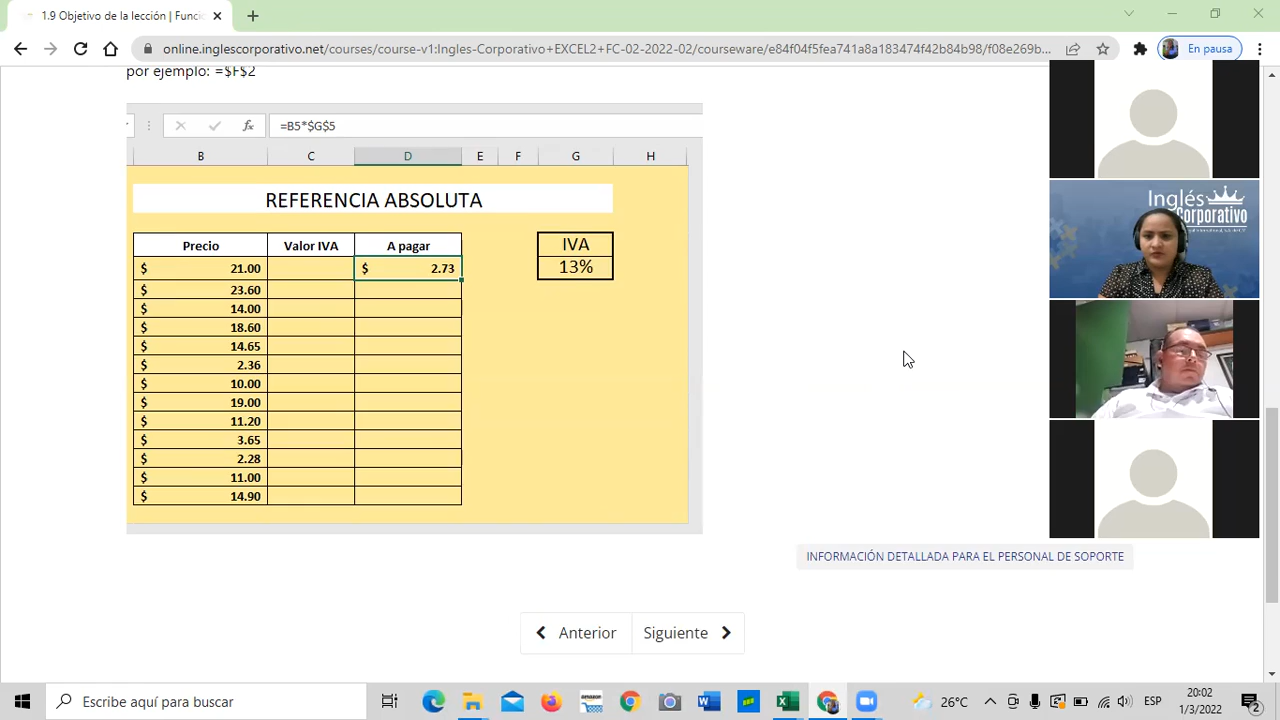 1.9 Objetivo de la lección | Funci
online.inglescorporativo.net/courses/course-v1:Ingles-Corporativo+EXCEL2+FC-02-2022-02/courseware/e84f04f5fea741a8a183474f42b84b98/f08e269b...
En pausa
por ejemplo: =$F$2
fx =B5*$G$5
B C D E F G H
REFERENCIA ABSOLUTA
Precio Valor IVA A pagar IVA
$ 21.00 $ 2.73 13%
$ 23.60
$ 14.00
$ 18.60
$ 14.65
$ 2.36
$ 10.00
$ 19.00
$ 11.20
$ 3.65
$ 2.28
$ 11.00
$ 14.90
Inglés
Corporativo
INFORMACIÓN DETALLADA PARA EL PERSONAL DE SOPORTE
Anterior Siguiente
Escribe aquí para buscar
amazon
26°C
ESP
20:02
1/3/2022
2